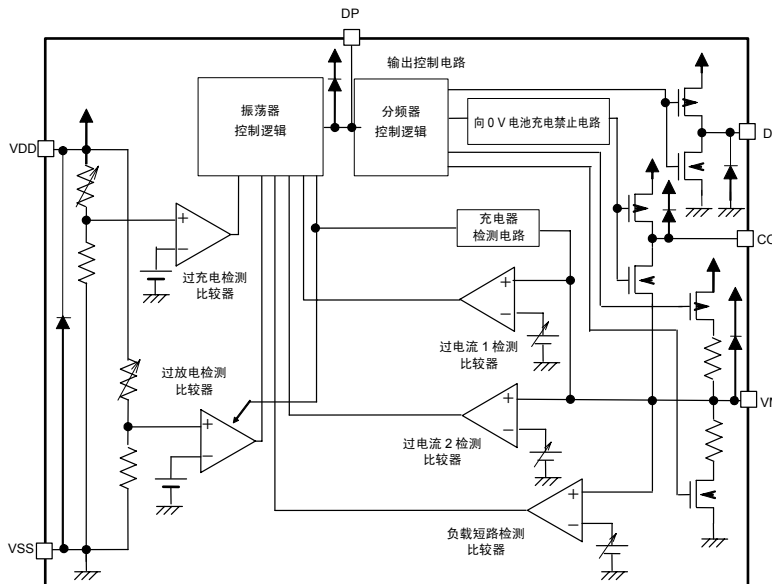 DP
输出控制电路
振荡器
控制逻辑
分频器
控制逻辑
向 0 V 电池充电禁止电路
VDD
D
CO
充电器
检测电路
过充电检测
比较器
过电流 1 检测
比较器
过放电检测
比较器
VM
过电流 2 检测
比较器
负载短路检测
比较器
VSS